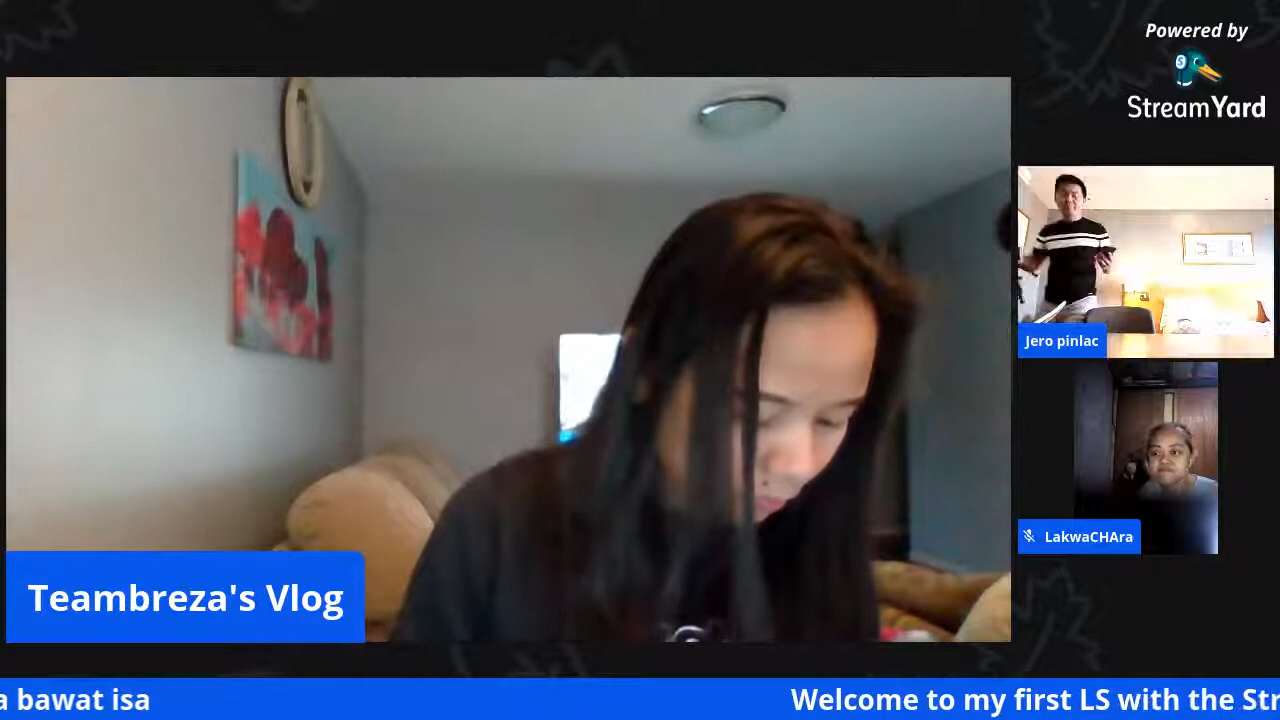 Powered by
StreamYard
Jero pinlac
LakwaCHAra
Teambreza's Vlog
a bawat isa
Welcome to my first LS with the Str